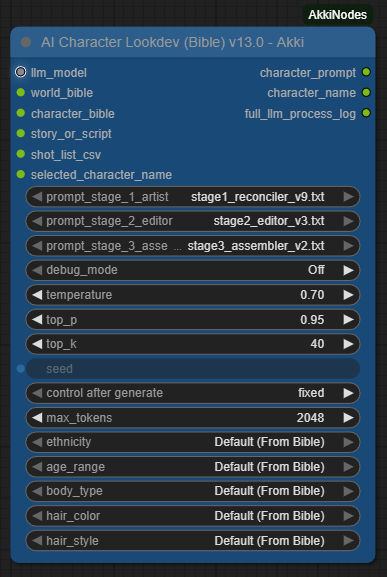 AkkiNodes
AI Character Lookdev (Bible) v13.0 - Akki
llm_model character_prompt
world_bible character_name
character_bible full_llm_process_log
story_or_script
shot_list_csv
selected_character_name
prompt_stage_1_artist stage1_reconciler_v9.txt
prompt_stage_2_editor stage2_editor_v3.txt
prompt_stage_3_asse ... stage3_assembler_v2.txt
debug_mode Off
temperature 0.70
top_p 0.95
top_k 40
seed
control after generate fixed
max_tokens 2048
ethnicity Default (From Bible)
age_range Default (From Bible)
body_type Default (From Bible)
hair_color Default (From Bible)
hair_style Default (From Bible)